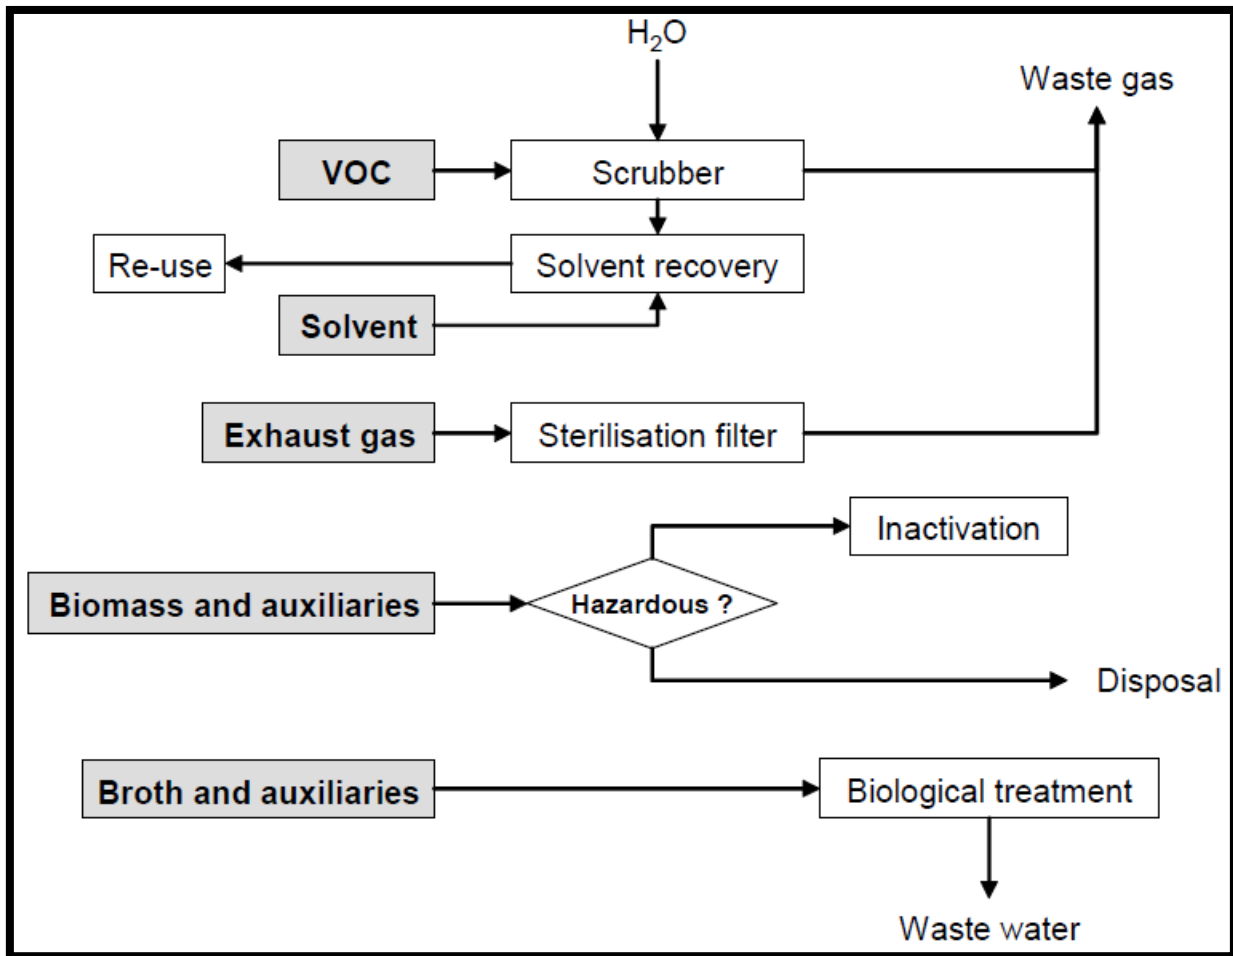 H₂O
Waste gas
VOC
Scrubber
Re-use
Solvent recovery
Solvent
Exhaust gas
Sterilisation filter
Inactivation
Biomass and auxiliaries
Hazardous ?
Disposal
Broth and auxiliaries
Biological treatment
Waste water